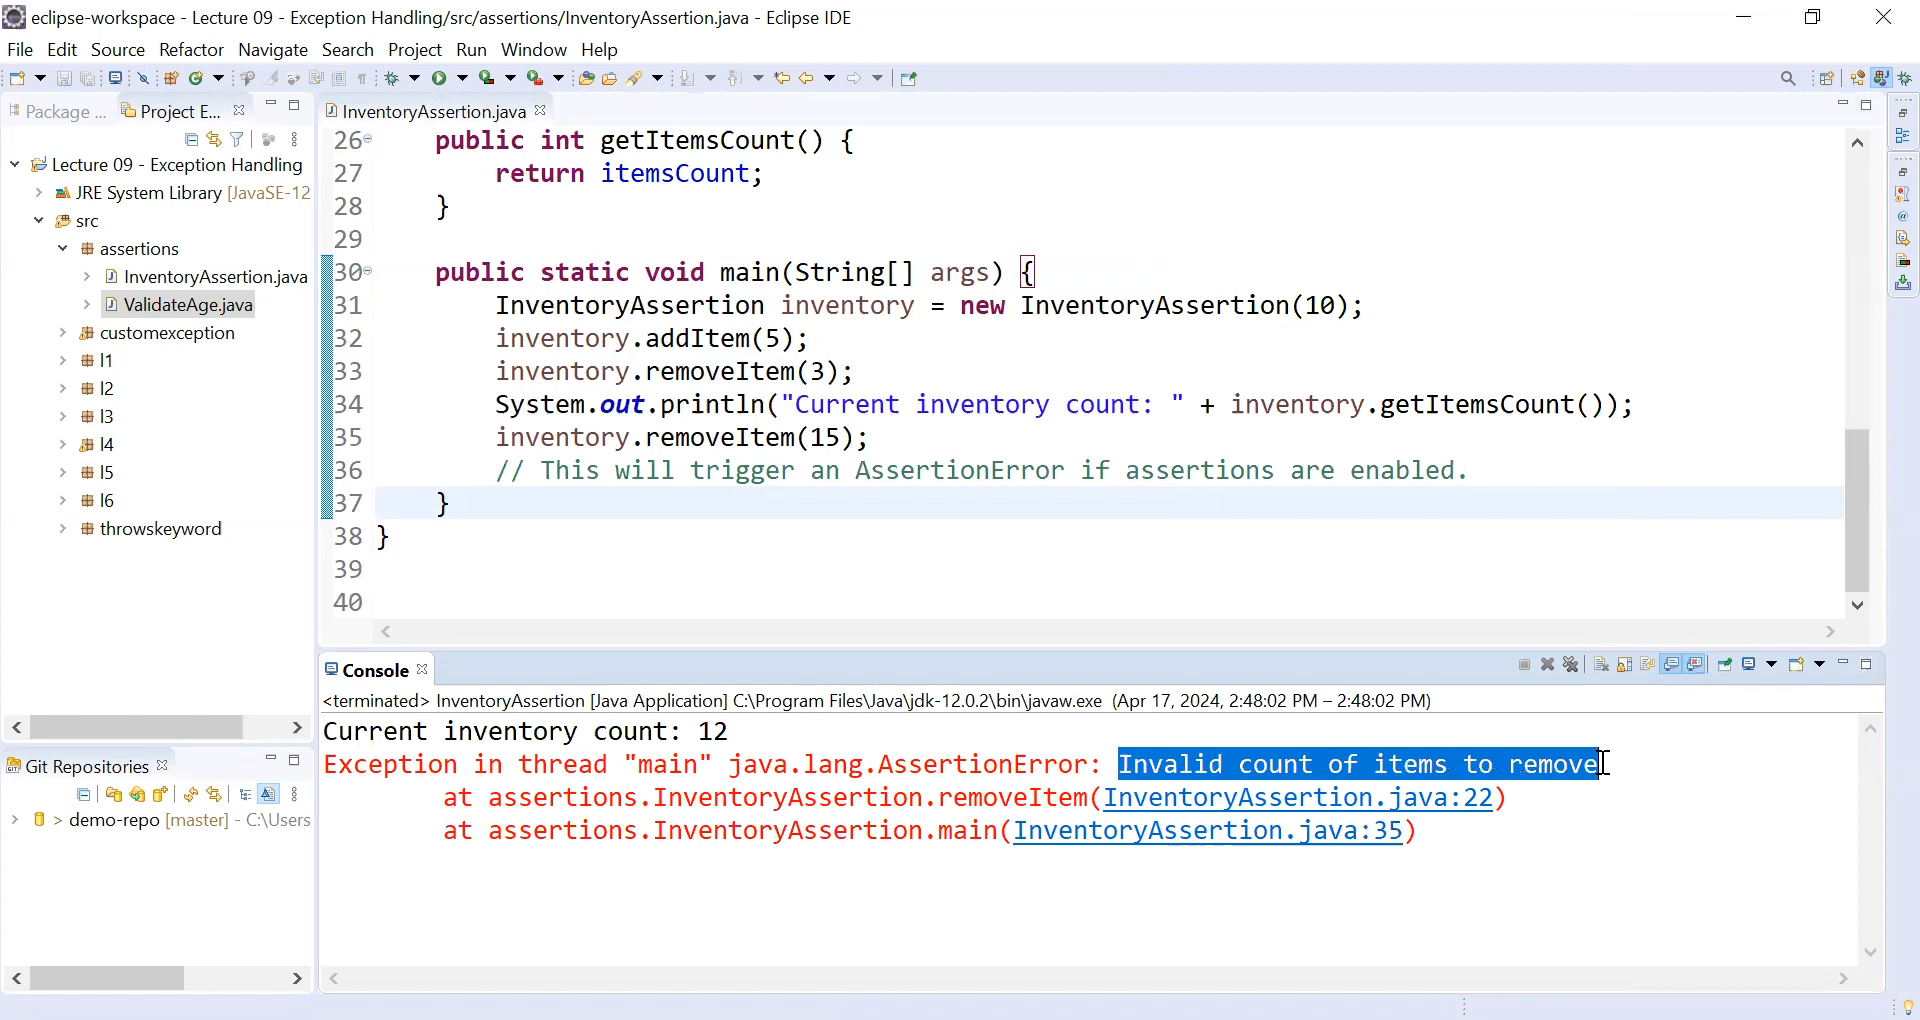 eclipse-workspace - Lecture 09 - Exception Handling/src/assertions/InventoryAssertion.java - Eclipse IDE
File Edit Source Refactor Navigate Search Project Run Window Help
Package ...
Project E...
Lecture 09 - Exception Handling
JRE System Library [JavaSE-12
src
assertions
InventoryAssertion.java
ValidateAge.java
customexception
l1
l2
l3
l4
l5
l6
throwskeyword
Git Repositories
> demo-repo [master] - C:\Users
InventoryAssertion.java
26 public int getItemsCount() {
27 return itemsCount;
28 }
29
30 public static void main(String[] args) {
31 InventoryAssertion inventory = new InventoryAssertion(10);
32 inventory.addItem(5);
33 inventory.removeItem(3);
34 System.out.println("Current inventory count: " + inventory.getItemsCount());
35 inventory.removeItem(15);
36 // This will trigger an AssertionError if assertions are enabled.
37 }
38 }
39
40
Console
<terminated> InventoryAssertion [Java Application] C:\Program Files\Java\jdk-12.0.2\bin\javaw.exe (Apr 17, 2024, 2:48:02 PM – 2:48:02 PM)
Current inventory count: 12
Exception in thread "main" java.lang.AssertionError: Invalid count of items to remove
at assertions.InventoryAssertion.removeItem(InventoryAssertion.java:22)
at assertions.InventoryAssertion.main(InventoryAssertion.java:35)